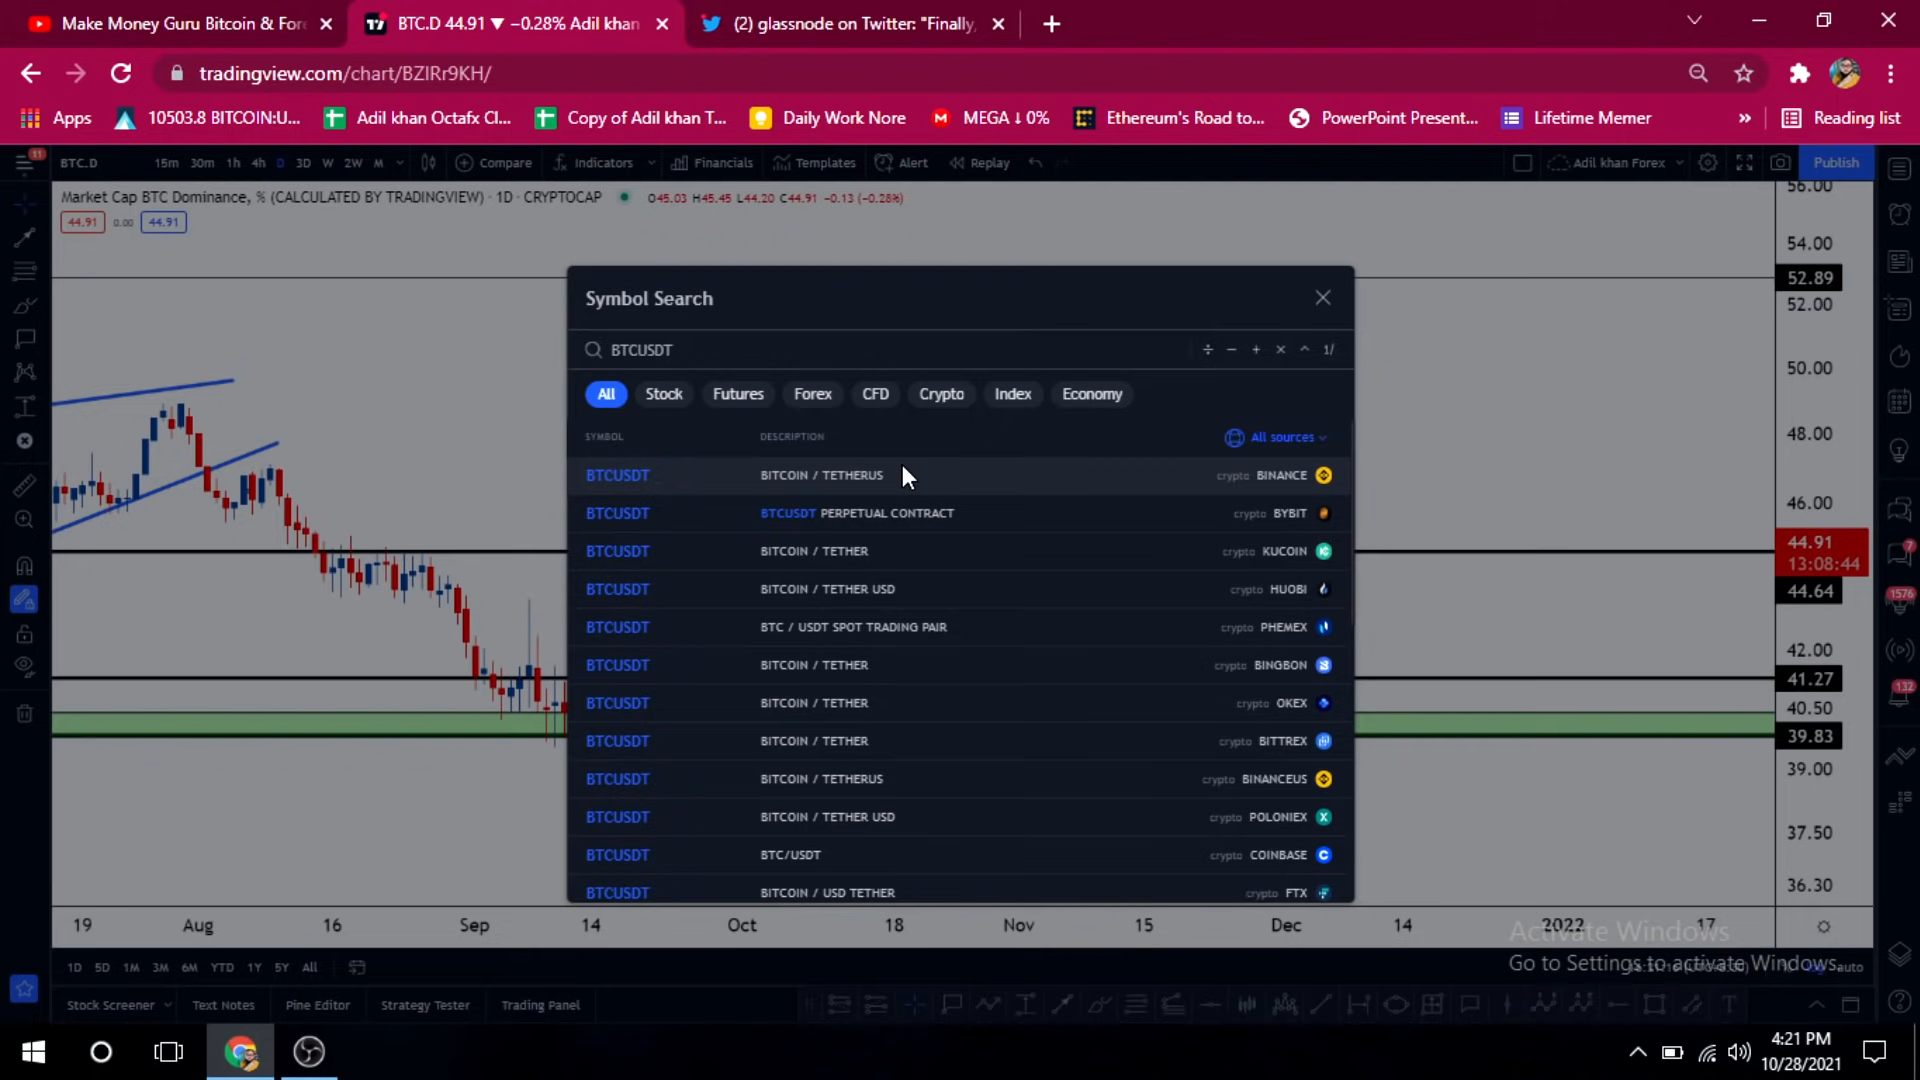 Make Money Guru Bitcoin & Fore
BTC.D 44.91 ▼ −0.28% Adil khan
(2) glassnode on Twitter: "Finally,
tradingview.com/chart/BZIRr9KH/
Apps
10503.8 BITCOIN:U...
Adil khan Octafx Cl...
Copy of Adil khan T...
Daily Work Nore
MEGA ↓ 0%
Ethereum's Road to...
PowerPoint Present...
Lifetime Memer
»
Reading list
11
BTC.D
15m 30m 1h 4h D 3D W 2W M
Compare
Indicators
Financials
Templates
Alert
Replay
Adil khan Forex
Publish
Market Cap BTC Dominance, % (CALCULATED BY TRADINGVIEW) · 1D · CRYPTOCAP
O45.03 H45.45 L44.20 C44.91 −0.13 (−0.28%)
44.91 0.00 44.91
Symbol Search
BTCUSDT
÷ − + × ^ 1/
All Stock Futures Forex CFD Crypto Index Economy
SYMBOL DESCRIPTION All sources
BTCUSDT BITCOIN / TETHERUS crypto BINANCE
BTCUSDT BTCUSDT PERPETUAL CONTRACT crypto BYBIT
BTCUSDT BITCOIN / TETHER crypto KUCOIN
BTCUSDT BITCOIN / TETHER USD crypto HUOBI
BTCUSDT BTC / USDT SPOT TRADING PAIR crypto PHEMEX
BTCUSDT BITCOIN / TETHER crypto BINGBON
BTCUSDT BITCOIN / TETHER crypto OKEX
BTCUSDT BITCOIN / TETHER crypto BITTREX
BTCUSDT BITCOIN / TETHERUS crypto BINANCEUS
BTCUSDT BITCOIN / TETHER USD crypto POLONIEX
BTCUSDT BTC/USDT crypto COINBASE
BTCUSDT BITCOIN / USD TETHER crypto FTX
56.00
54.00
52.89
52.00
50.00
48.00
46.00
44.91
13:08:44
44.64
42.00
41.27
40.50
39.83
39.00
37.50
36.30
7
1576
132
19 Aug 16 Sep 14 Oct 18 Nov 15 Dec 14 2022 17
Activate Windows
Go to Settings to activate Windows.
1D 5D 1M 3M 6M YTD 1Y 5Y All
auto
Stock Screener Text Notes Pine Editor Strategy Tester Trading Panel
4:21 PM
10/28/2021